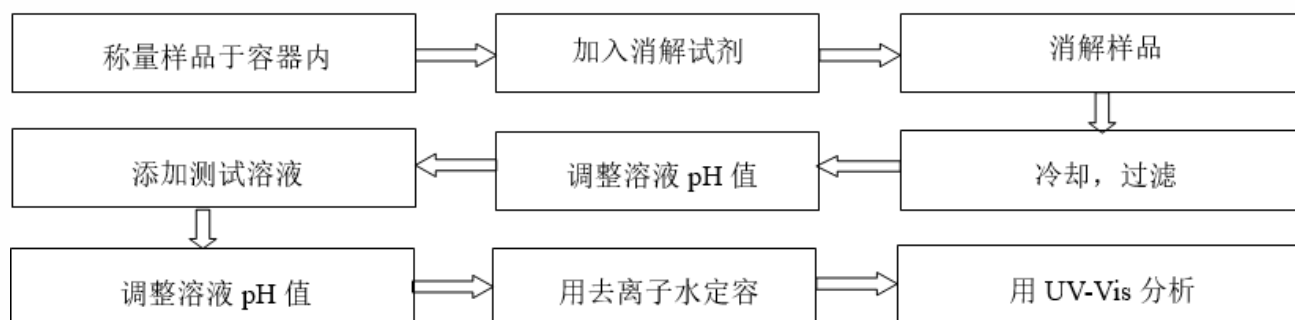 称量样品于容器内
加入消解试剂
消解样品
冷却，过滤
调整溶液 pH 值
添加测试溶液
调整溶液 pH 值
用去离子水定容
用 UV-Vis 分析